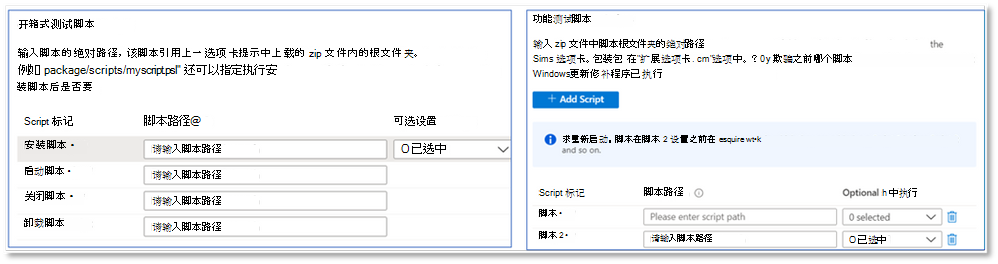 开箱式测试脚本
输入脚本的绝对路径，该脚本引用上一选项卡提示中上载的 zip 文件内的根文件夹。
例如 package/scripts/myscript.psl" 还可以指定执行安
装脚本后是否要
Script 标记 脚本路径@ 可选设置
安装脚本 • 请输入脚本路径 O 已选中
启动脚本 • 请输入脚本路径
关闭脚本 • 请输入脚本路径
卸载脚本 请输入脚本路径
功能测试脚本
输入 zip 文件中脚本根文件夹的绝对路径 the
Sims 选项卡。包装包 在"扩展选项卡 .cm"选项中。? 0y 欺骗之前哪个脚本
Windows更新修补程序已执行
+ Add Script
求重新启动。脚本在脚本 2 设置之前在 esquire wt•k
and so on.
Script 标记 脚本路径 Optional h 中执行
脚本 • Please enter script path 0 selected
脚本 2 • 请输入脚本路径 O 已选中